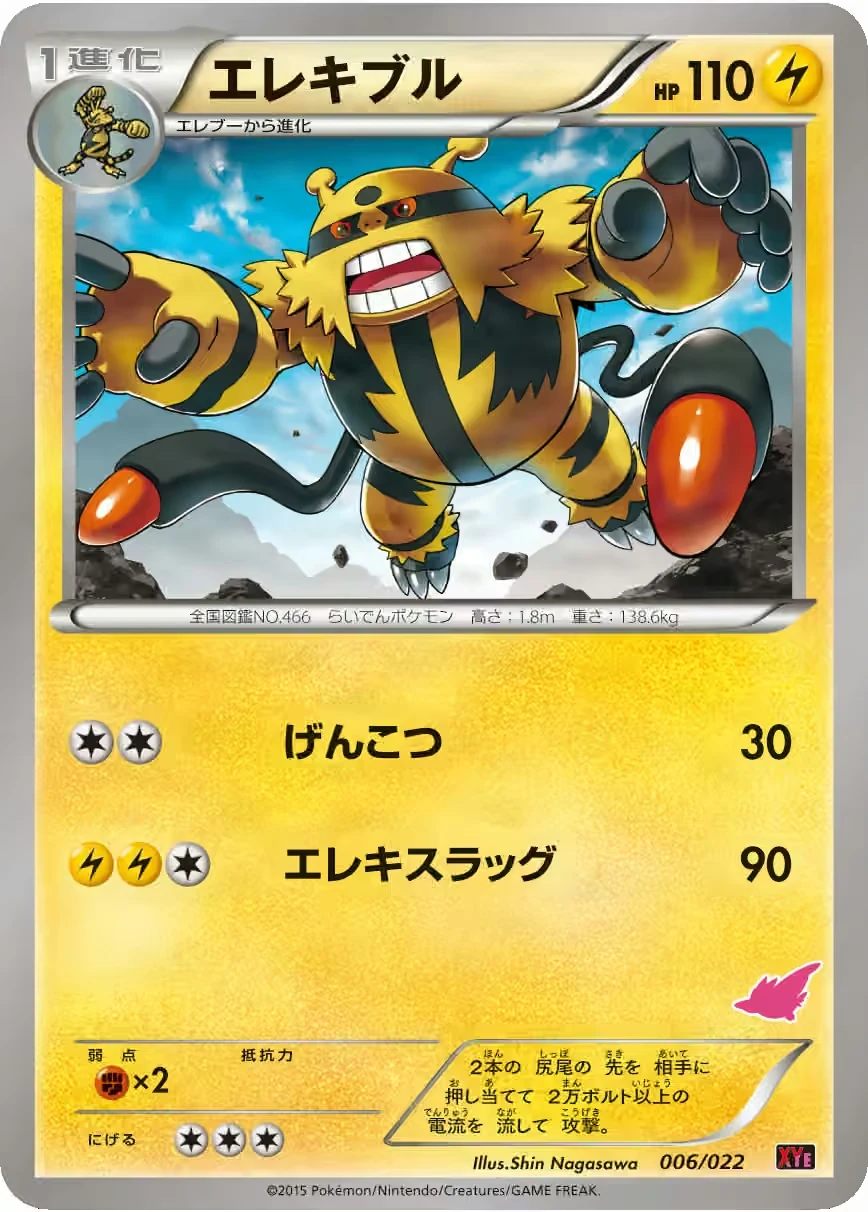 1進化
エレキブル
HP 110
エレブーから進化
全国図鑑NO.466 らいでんポケモン 高さ:1.8m 重さ:138.6kg
げんこつ 30
エレキスラッグ 90
弱点 抵抗力
×2
にげる
2本の 尻尾の 先を 相手に
押し当てて 2万ボルト以上の
電流を 流して 攻撃。
Illus.Shin Nagasawa 006/022 XY E
©2015 Pokémon/Nintendo/Creatures/GAME FREAK.